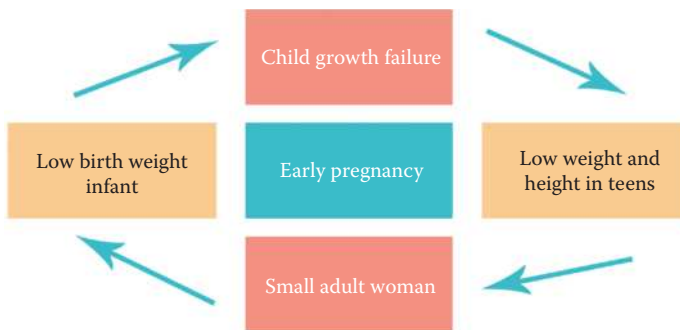 Child growth failure
Low birth weight
infant
Early pregnancy
Low weight and
height in teens
Small adult woman